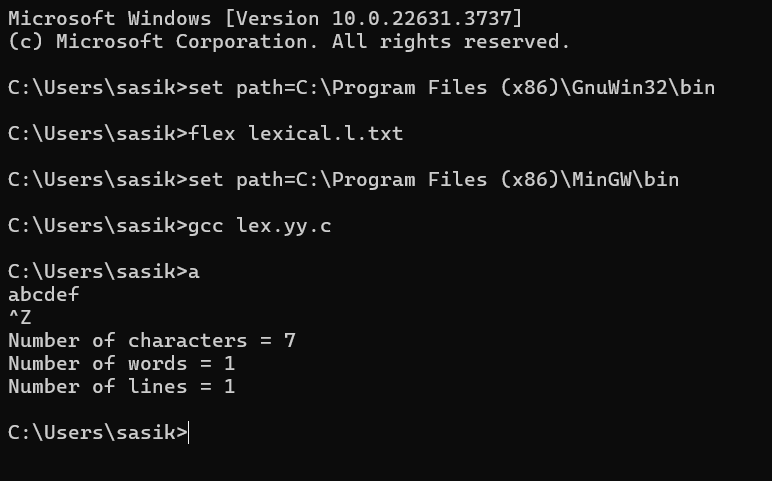 Microsoft Windows [Version 10.0.22631.3737]
(c) Microsoft Corporation. All rights reserved.
C:\Users\sasik>set path=C:\Program Files (x86)\GnuWin32\bin
C:\Users\sasik>flex lexical.l.txt
C:\Users\sasik>set path=C:\Program Files (x86)\MinGW\bin
C:\Users\sasik>gcc lex.yy.c
C:\Users\sasik>a
abcdef
^Z
Number of characters = 7
Number of words = 1
Number of lines = 1
C:\Users\sasik>